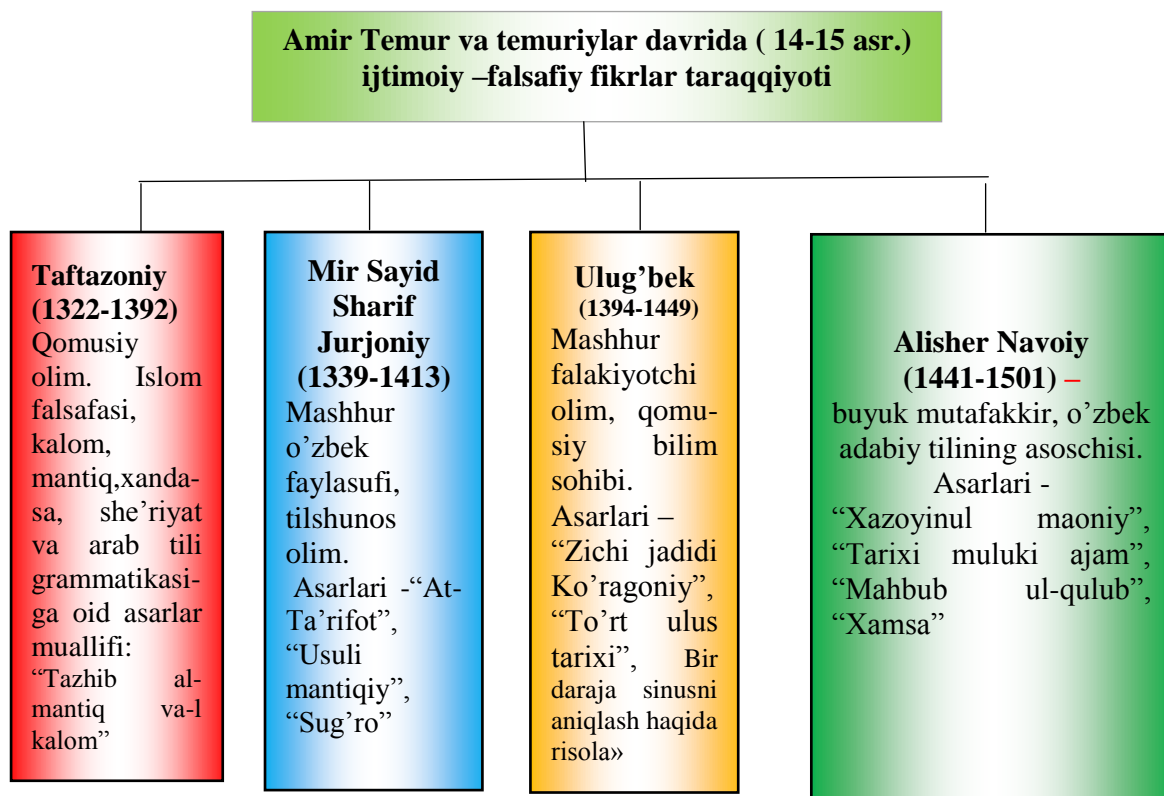 Amir Temur va temuriylar davrida ( 14-15 asr.)
ijtimoiy –falsafiy fikrlar taraqqiyoti
Taftazoniy
(1322-1392)
Qomusiy
olim. Islom
falsafasi,
kalom,
mantiq,xanda-
sa, she’riyat
va arab tili
grammatikasi-
ga oid asarlar
muallifi:
“Tazhib al-
mantiq va-l
kalom”
Mir Sayid
Sharif
Jurjoniy
(1339-1413)
Mashhur
o’zbek
faylasufi,
tilshunos
olim.
Asarlari -“At-
Ta’rifot”,
“Usuli
mantiqiy”,
“Sug’ro”
Ulug’bek
(1394-1449)
Mashhur
falakiyotchi
olim, qomu-
siy bilim
sohibi.
Asarlari –
“Zichi jadidi
Ko’ragoniy”,
“To’rt ulus
tarixi”, Bir
daraja sinusni
aniqlash haqida
risola»
Alisher Navoiy
(1441-1501) –
buyuk mutafakkir, o’zbek
adabiy tilining asoschisi.
Asarlari -
“Xazoyinul maoniy”,
“Tarixi muluki ajam”,
“Mahbub ul-qulub”,
“Xamsa”